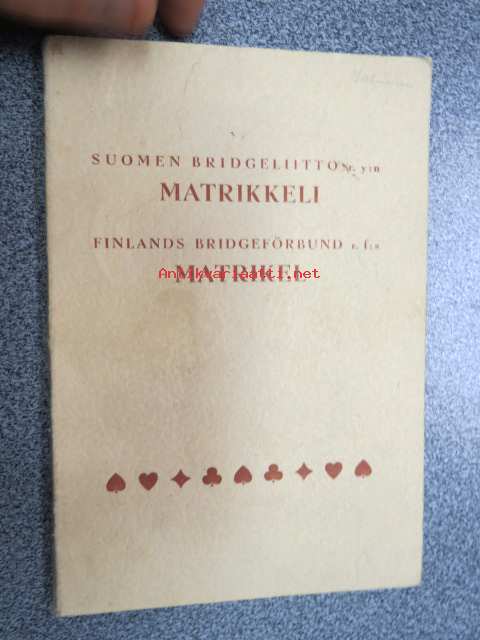 SUOMEN BRIDGELIITTO r. y:n
MATRIKKELI
FINLANDS BRIDGEFÖRBUND r. f:s
MATRIKEL
Antikvariaatti.net